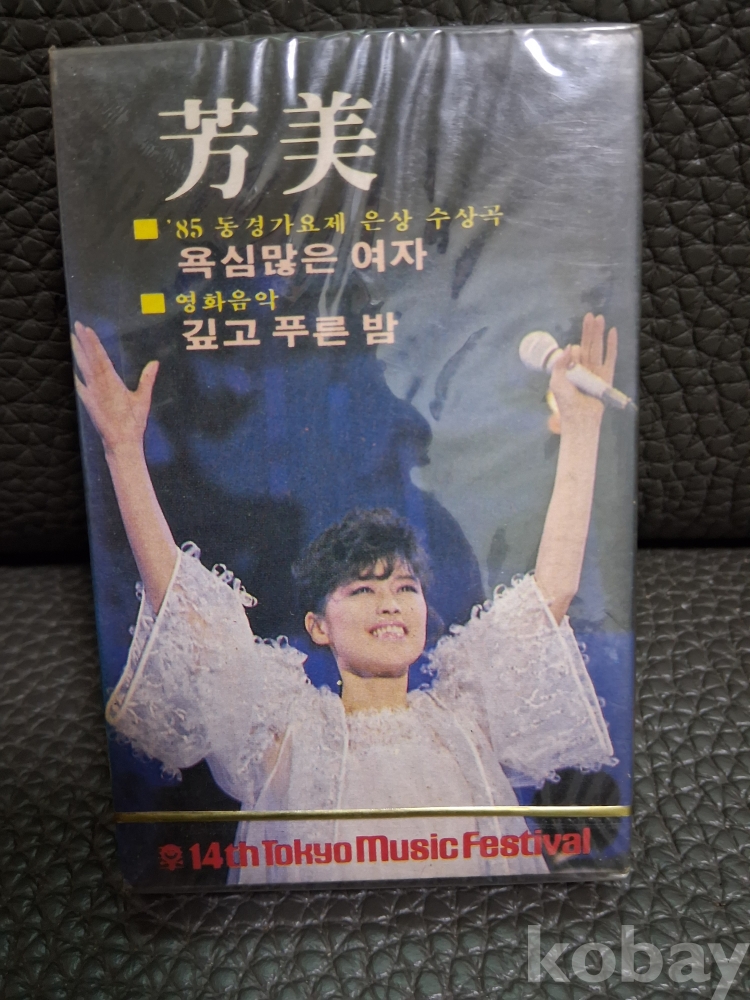 芳美
'85 동경가요제 은상 수상곡
욕심많은 여자
영화음악
깊고 푸른 밤
14th Tokyo Music Festival
kobay